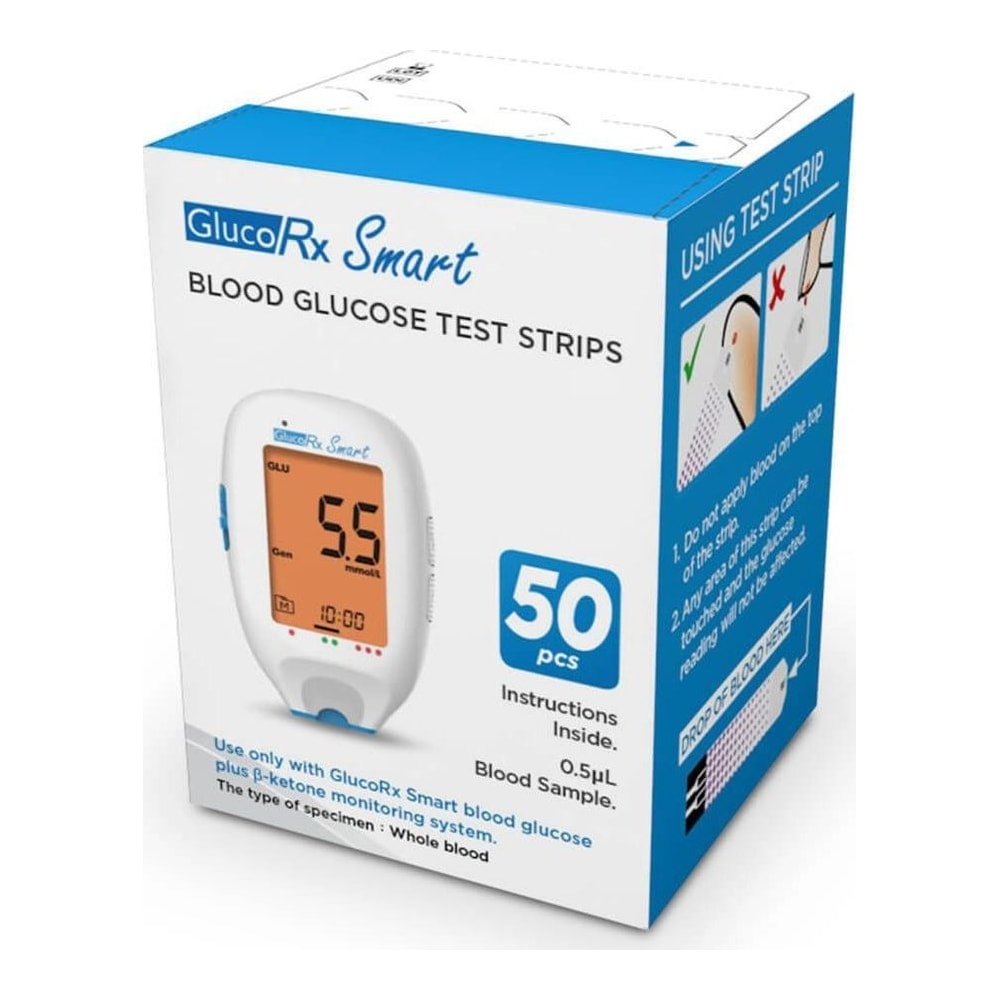 LOT
UDI
GlucoRx Smart
BLOOD GLUCOSE TEST STRIPS
GlucoRx Smart
GLU
5.5
Gen
mmol/L
M
10:00
50
pcs
Instructions
Inside.
0.5µL
Blood Sample.
Use only with GlucoRx Smart blood glucose
plus β-ketone monitoring system.
The type of specimen : Whole blood
USING TEST STRIP
1. Do not apply blood on the top
of the strip.
2. Any area of this strip can be
touched and the glucose
reading will not be affected.
DROP OF BLOOD HERE